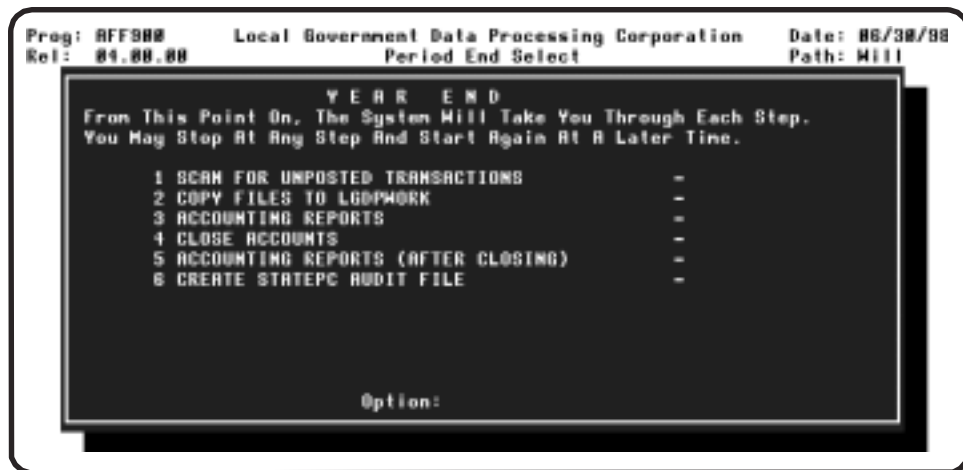 Prog: AFF900 Local Government Data Processing Corporation Date: 06/30/98
Rel: 04.00.00 Period End Select Path: Will
Y E A R E N D
From This Point On, The System Will Take You Through Each Step.
You May Stop At Any Step And Start Again At A Later Time.
1 SCAN FOR UNPOSTED TRANSACTIONS -
2 COPY FILES TO LGDPWORK -
3 ACCOUNTING REPORTS -
4 CLOSE ACCOUNTS -
5 ACCOUNTING REPORTS (AFTER CLOSING) -
6 CREATE STATEPC AUDIT FILE -
Option: